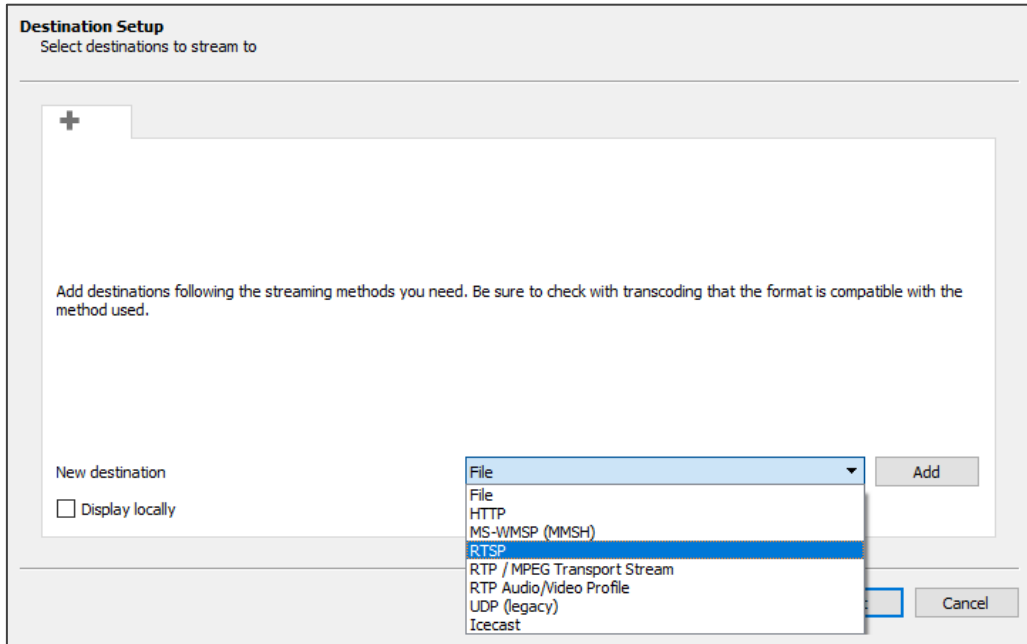 Destination Setup
Select destinations to stream to
Add destinations following the streaming methods you need. Be sure to check with transcoding that the format is compatible with the
method used.
New destination
File
Add
Display locally
File
HTTP
MS-WMSP (MMSH)
RTSP
RTP / MPEG Transport Stream
RTP Audio/Video Profile
UDP (legacy)
Icecast
Cancel